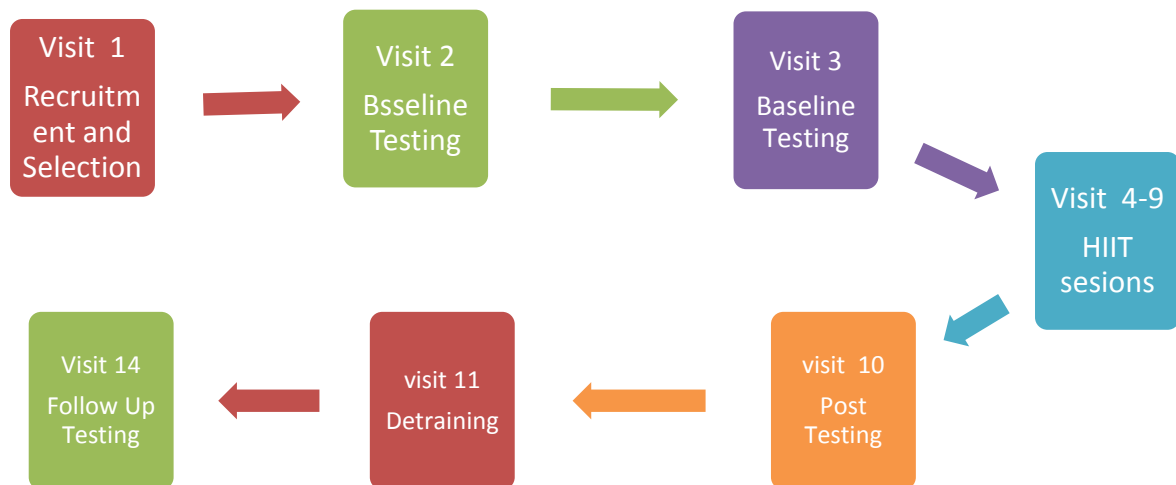 Visit 1
Recruitm
ent and
Selection
Visit 2
Bsseline
Testing
Visit 3
Baseline
Testing
Visit 4-9
HIIT
sesions
visit 10
Post
Testing
visit 11
Detraining
Visit 14
Follow Up
Testing